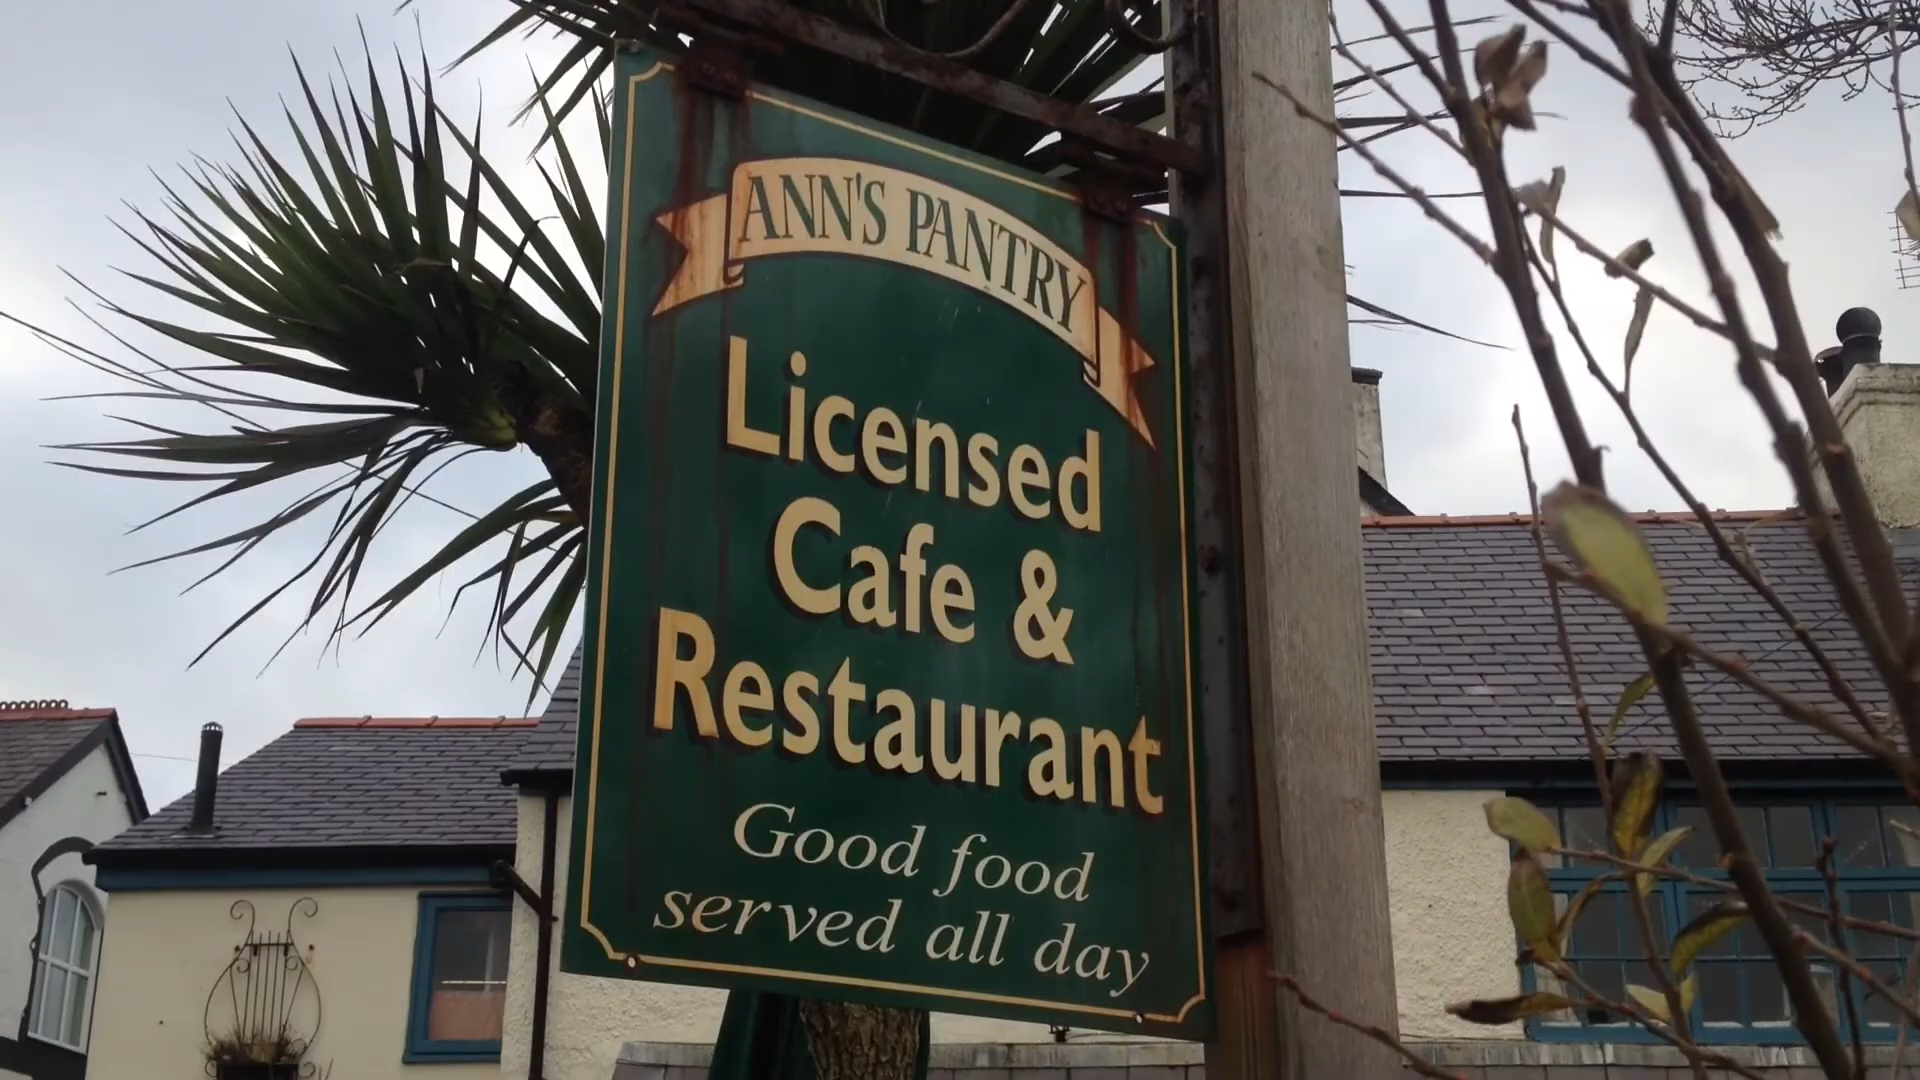 ANN'S PANTRY
Licensed
Cafe &
Restaurant
Good food
served all day